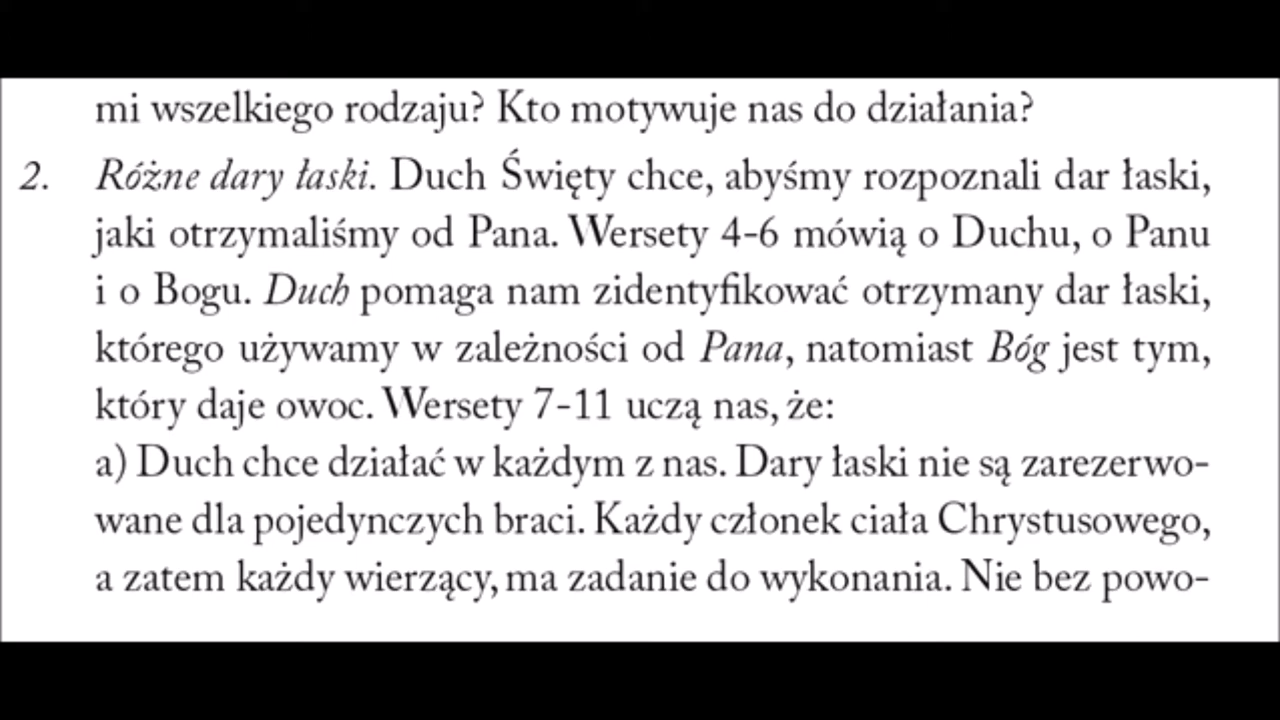 mi wszelkiego rodzaju? Kto motywuje nas do działania?
2. Różne dary łaski. Duch Święty chce, abyśmy rozpoznali dar łaski,
jaki otrzymaliśmy od Pana. Wersety 4-6 mówią o Duchu, o Panu
i o Bogu. Duch pomaga nam zidentyfikować otrzymany dar łaski,
którego używamy w zależności od Pana, natomiast Bóg jest tym,
który daje owoc. Wersety 7-11 uczą nas, że:
a) Duch chce działać w każdym z nas. Dary łaski nie są zarezerwo-
wane dla pojedynczych braci. Każdy członek ciała Chrystusowego,
a zatem każdy wierzący, ma zadanie do wykonania. Nie bez powo-